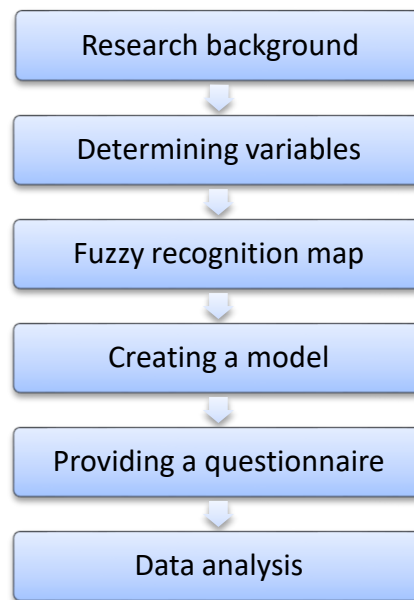 Research background
Determining variables
Fuzzy recognition map
Creating a model
Providing a questionnaire
Data analysis